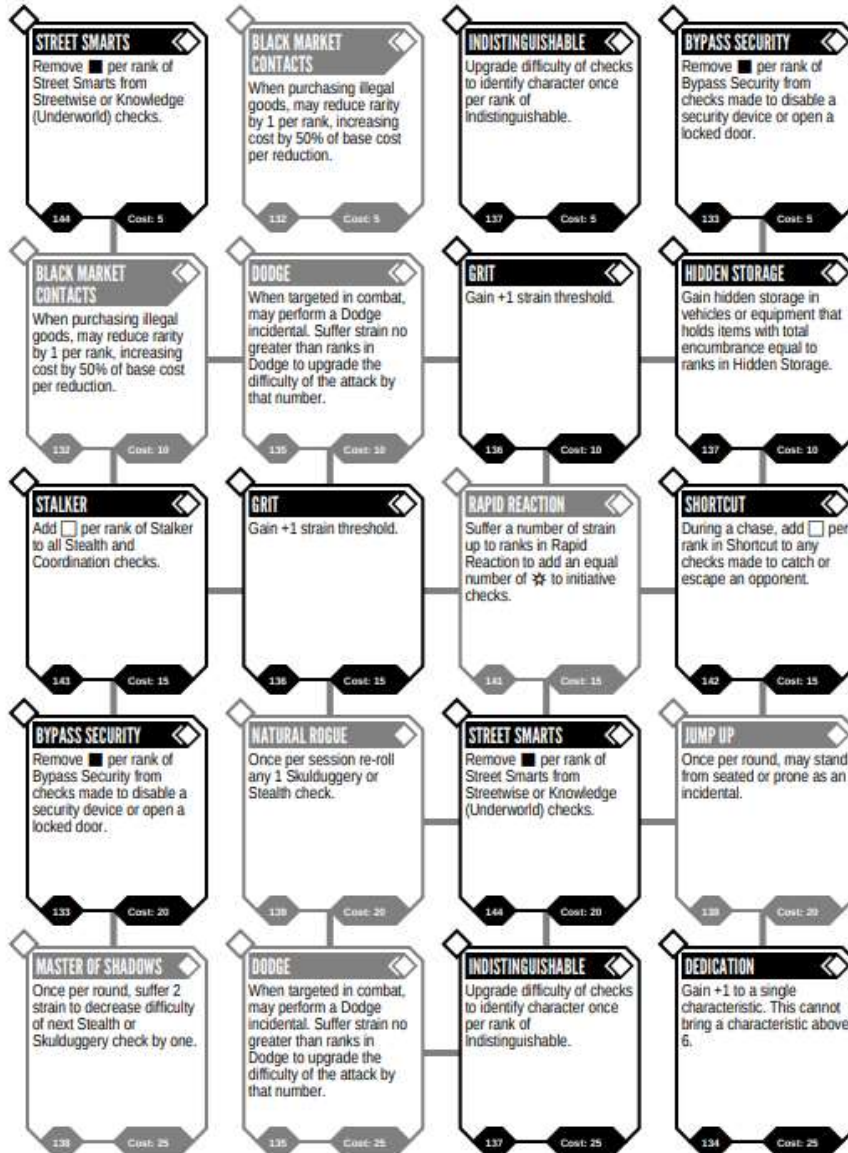 STREET SMARTS
Remove ■ per rank of
Street Smarts from
Streetwise or Knowledge
(Underworld) checks.
144
Cost: 5
BLACK MARKET
CONTACTS
When purchasing illegal
goods, may reduce rarity
by 1 per rank, increasing
cost by 50% of base cost
per reduction.
132
Cost: 5
INDISTINGUISHABLE
Upgrade difficulty of checks
to identify character once
per rank of
Indistinguishable.
137
Cost: 5
BYPASS SECURITY
Remove ■ per rank of
Bypass Security from
checks made to disable a
security device or open a
locked door.
133
Cost: 5
BLACK MARKET
CONTACTS
When purchasing illegal
goods, may reduce rarity
by 1 per rank, increasing
cost by 50% of base cost
per reduction.
132
Cost: 10
DODGE
When targeted in combat,
may perform a Dodge
incidental. Suffer strain no
greater than ranks in
Dodge to upgrade the
difficulty of the attack by
that number.
135
Cost: 10
GRIT
Gain +1 strain threshold.
136
Cost: 10
HIDDEN STORAGE
Gain hidden storage in
vehicles or equipment that
holds items with total
encumbrance equal to
ranks in Hidden Storage.
137
Cost: 10
STALKER
Add □ per rank of Stalker
to all Stealth and
Coordination checks.
143
Cost: 15
GRIT
Gain +1 strain threshold.
136
Cost: 15
RAPID REACTION
Suffer a number of strain
up to ranks in Rapid
Reaction to add an equal
number of ✲ to initiative
checks.
141
Cost: 15
SHORTCUT
During a chase, add □ per
rank in Shortcut to any
checks made to catch or
escape an opponent.
142
Cost: 15
BYPASS SECURITY
Remove ■ per rank of
Bypass Security from
checks made to disable a
security device or open a
locked door.
133
Cost: 20
NATURAL ROGUE
Once per session re-roll
any 1 Skulduggery or
Stealth check.
139
Cost: 20
STREET SMARTS
Remove ■ per rank of
Street Smarts from
Streetwise or Knowledge
(Underworld) checks.
144
Cost: 20
JUMP UP
Once per round, may stand
from seated or prone as an
incidental.
138
Cost: 20
MASTER OF SHADOWS
Once per round, suffer 2
strain to decrease difficulty
of next Stealth or
Skulduggery check by one.
138
Cost: 25
DODGE
When targeted in combat,
may perform a Dodge
incidental. Suffer strain no
greater than ranks in
Dodge to upgrade the
difficulty of the attack by
that number.
135
Cost: 25
INDISTINGUISHABLE
Upgrade difficulty of checks
to identify character once
per rank of
Indistinguishable.
137
Cost: 25
DEDICATION
Gain +1 to a single
characteristic. This cannot
bring a characteristic above
6.
134
Cost: 25